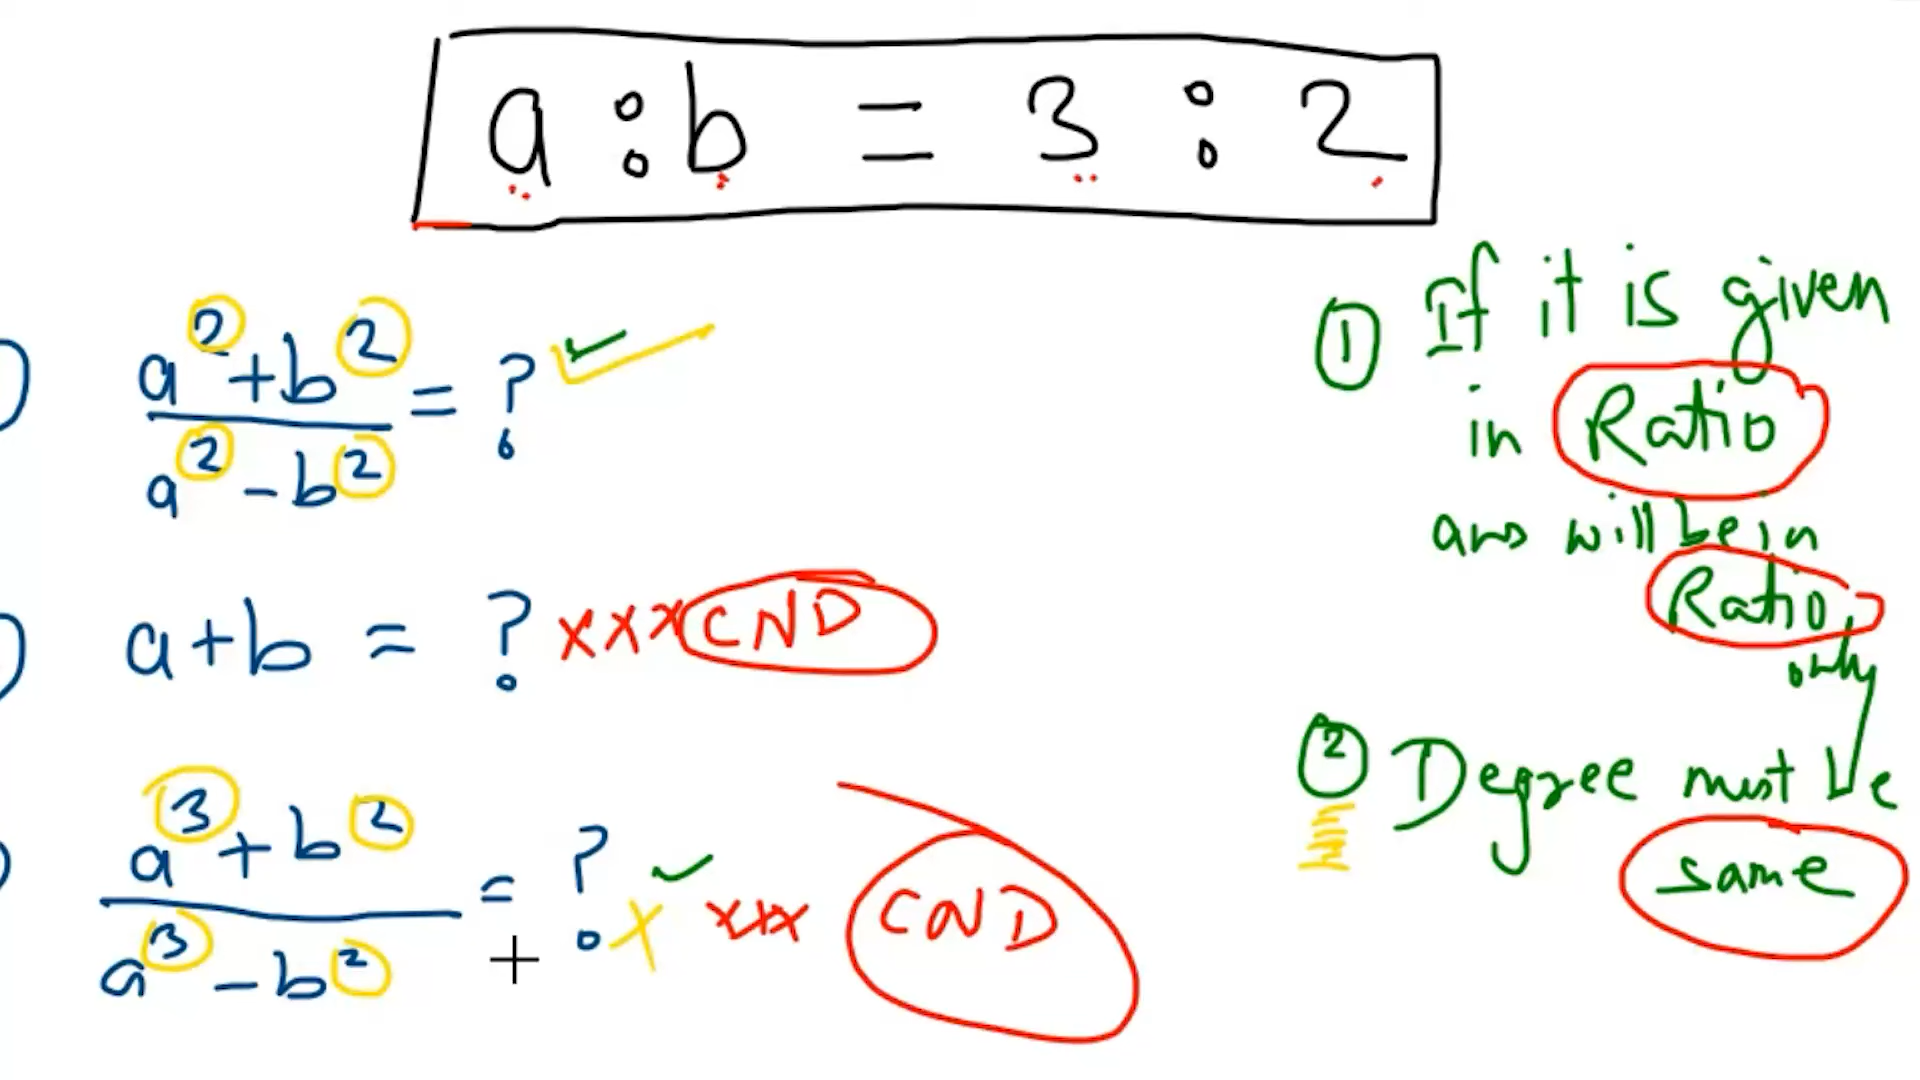 a : b = 3 : 2
a²+b² / a²-b² = ?
a+b = ? xxx CND
a³+b² / a³-b² = ? x xxx CND
① If it is given
in Ratio
ans will be in
Ratio
only
② Degree must be
same